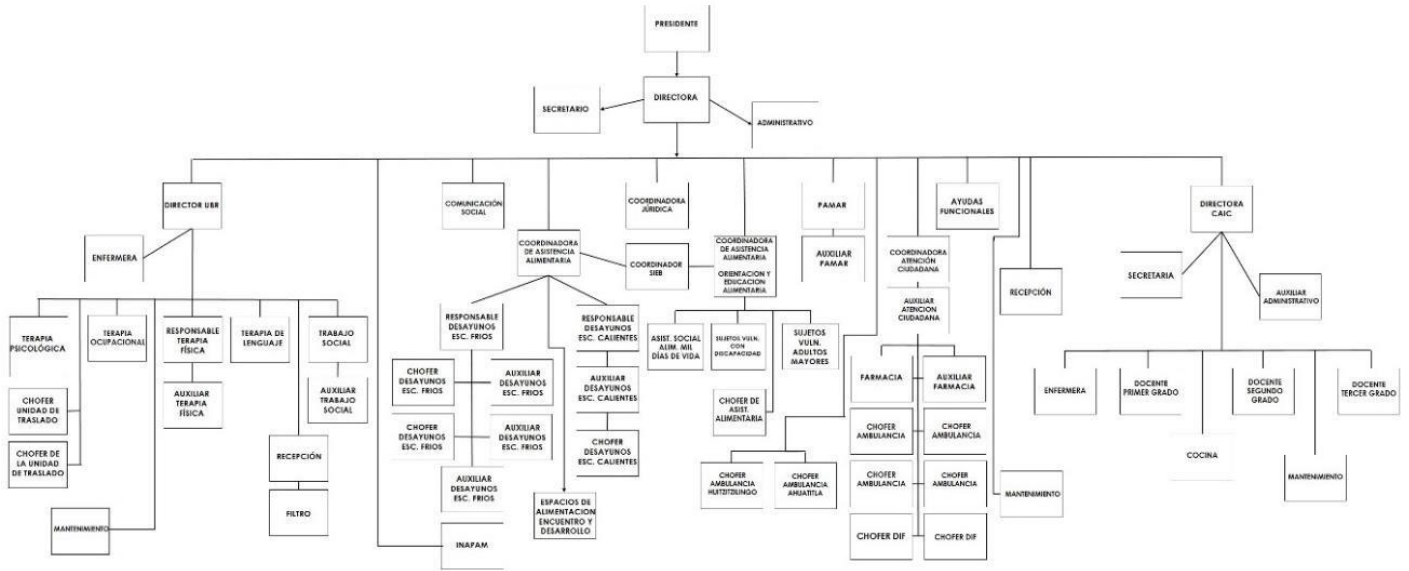 PRESIDENTE
DIRECTORA
SECRETARIO
ADMINISTRATIVO
DIRECTOR UBR
COMUNICACIÓN
SOCIAL
COORDINADORA
JÚRIDICA
PAMAR
AYUDAS
FUNCIONALES
DIRECTORA
CAIC
ENFERMERA
COORDINADORA
DE ASISTENCIA
ALIMENTARIA
COORDINADOR
SIEB
COORDINADORA
DE ASISTENCIA
ALIMENTARIA
ORIENTACION Y
EDUCACION
ALIMENTARIA
AUXILIAR
PAMAR
COORDINADORA
ATENCIÓN
CIUDADANA
RECEPCIÓN
SECRETARIA
AUXILIAR
ADMINISTRATIVO
TERAPIA
PSICOLÓGICA
TERAPIA
OCUPACIONAL
RESPONSABLE
TERAPIA
FÍSICA
TERAPIA DE
LENGUAJE
TRABAJO
SOCIAL
RESPONSABLE
DESAYUNOS
ESC. FRIOS
RESPONSABLE
DESAYUNOS
ESC. CALIENTES
ASIST. SOCIAL
ALIM. MIL
DÍAS DE VIDA
SUJETOS VULN.
CON
DISCAPACIDAD
SUJETOS
VULN.
ADULTOS
MAYORES
AUXILIAR
ATENCION
CIUDADANA
CHOFER
UNIDAD DE
TRASLADO
AUXILIAR
TERAPIA
FÍSICA
AUXILIAR
TRABAJO
SOCIAL
CHOFER
DESAYUNOS
ESC. FRIOS
AUXILIAR
DESAYUNOS
ESC. FRIOS
AUXILIAR
DESAYUNOS
ESC. CALIENTES
CHOFER DE
ASIST.
ALIMENTARIA
FARMACIA
AUXILIAR
FARMACIA
ENFERMERA
DOCENTE
PRIMER GRADO
DOCENTE
SEGUNDO
GRADO
DOCENTE
TERCER GRADO
CHOFER DE
LA UNIDAD
DE TRASLADO
RECEPCIÓN
CHOFER
DESAYUNOS
ESC. FRIOS
AUXILIAR
DESAYUNOS
ESC. FRIOS
CHOFER
DESAYUNOS
ESC. CALIENTES
CHOFER
AMBULANCIA
CHOFER
AMBULANCIA
COCINA
MANTENIMIENTO
FILTRO
AUXILIAR
DESAYUNOS
ESC. FRIOS
ESPACIOS DE
ALIMENTACION
ENCUENTRO Y
DESARROLLO
CHOFER
AMBULANCIA
HUITZITZILINGO
CHOFER
AMBULANCIA
AHUATITLA
CHOFER
AMBULANCIA
CHOFER
AMBULANCIA
MANTENIMIENTO
MANTENIMIENTO
INAPAM
CHOFER DIF
CHOFER DIF